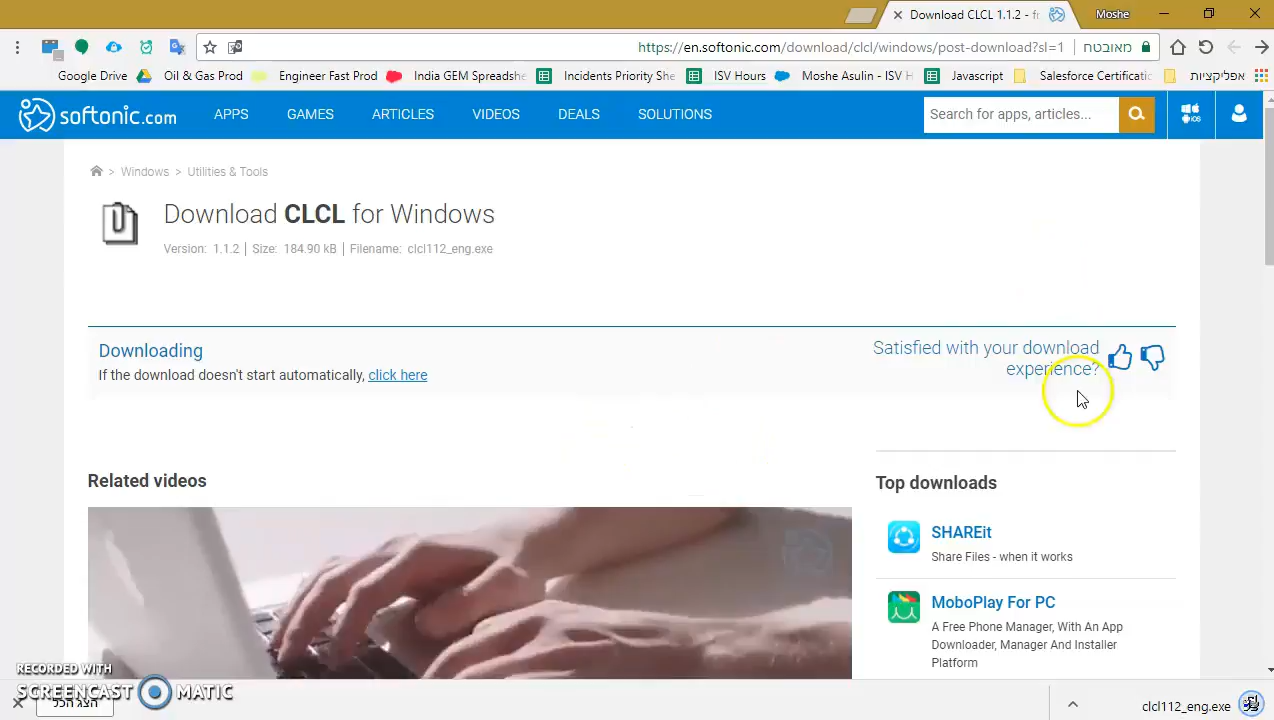 Download CLCL 1.1.2 - fr
Moshe
https://en.softonic.com/download/clcl/windows/post-download?sl=1
מאובטח
Google Drive
Oil & Gas Prod
Engineer Fast Prod
India GEM Spreadshe
Incidents Priority She
ISV Hours
Moshe Asulin - ISV H
Javascript
Salesforce Certificatio
אפליקציות
softonic.com
APPS
GAMES
ARTICLES
VIDEOS
DEALS
SOLUTIONS
Search for apps, articles...
iOS
> Windows > Utilities & Tools
Download CLCL for Windows
Version: 1.1.2 | Size: 184.90 kB | Filename: clcl112_eng.exe
Downloading
If the download doesn't start automatically, click here
Satisfied with your download
experience?
Related videos
Top downloads
SHAREit
Share Files - when it works
MoboPlay For PC
A Free Phone Manager, With An App
Downloader, Manager And Installer
Platform
RECORDED WITH
SCREENCAST MATIC
הצג הכל
clcl112_eng.exe